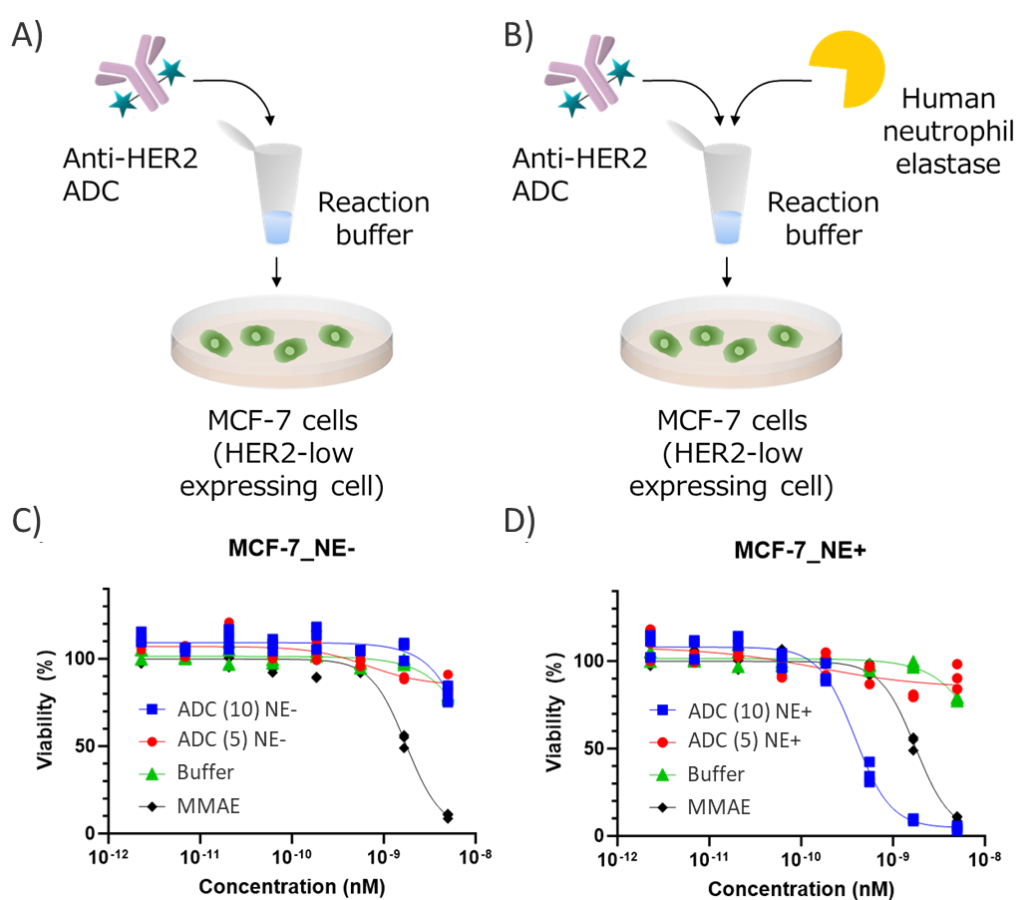 A)
Anti-HER2
ADC
Reaction
buffer
MCF-7 cells
(HER2-low
expressing cell)
B)
Anti-HER2
ADC
Human
neutrophil
elastase
Reaction
buffer
MCF-7 cells
(HER2-low
expressing cell)
C)
MCF-7_NE-
Viability (%)
100
50
0
ADC (10) NE-
ADC (5) NE-
Buffer
MMAE
10-12
10-11
10-10
10-9
10-8
Concentration (nM)
D)
MCF-7_NE+
Viability (%)
100
50
0
ADC (10) NE+
ADC (5) NE+
Buffer
MMAE
10-12
10-11
10-10
10-9
10-8
Concentration (nM)